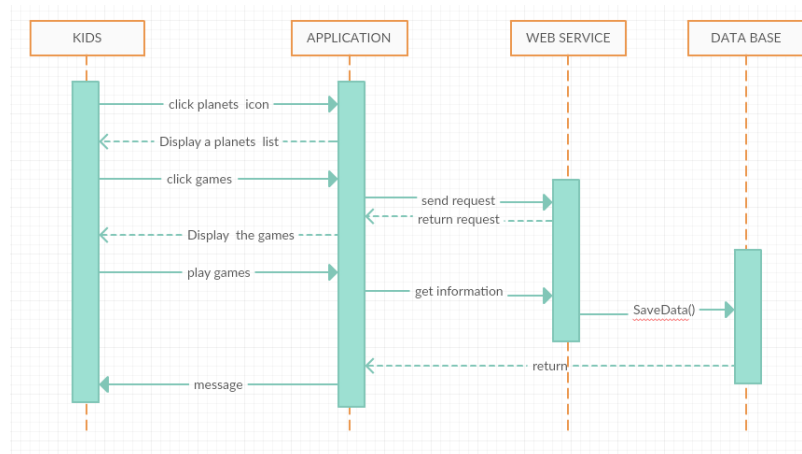 KIDS
APPLICATION
WEB SERVICE
DATA BASE
click planets icon
Display a planets list
click games
send request
return request
Display the games
play games
get information
SaveData()
return
message